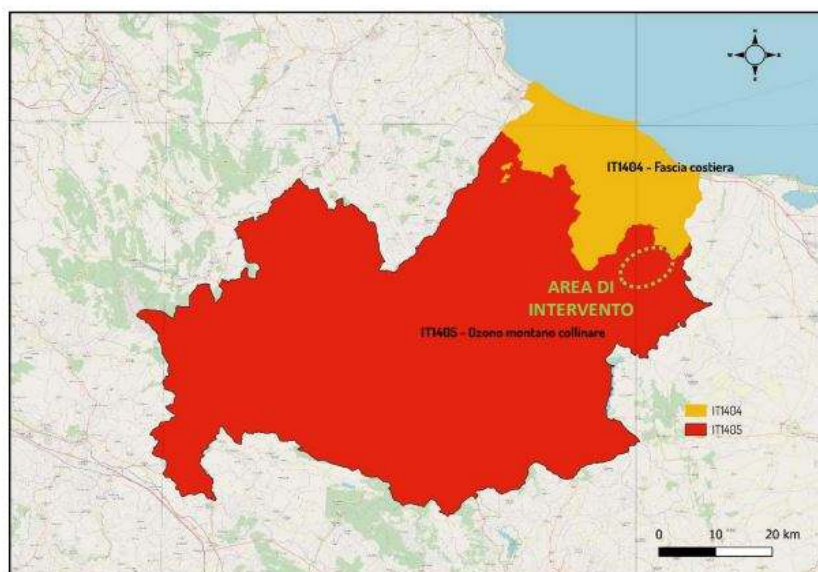 N
W
E
S
IT1404 - Fascia costiera
AREA DI
INTERVENTO
IT1405 - Ozono montano collinare
IT1404
IT1405
0 10 20 km